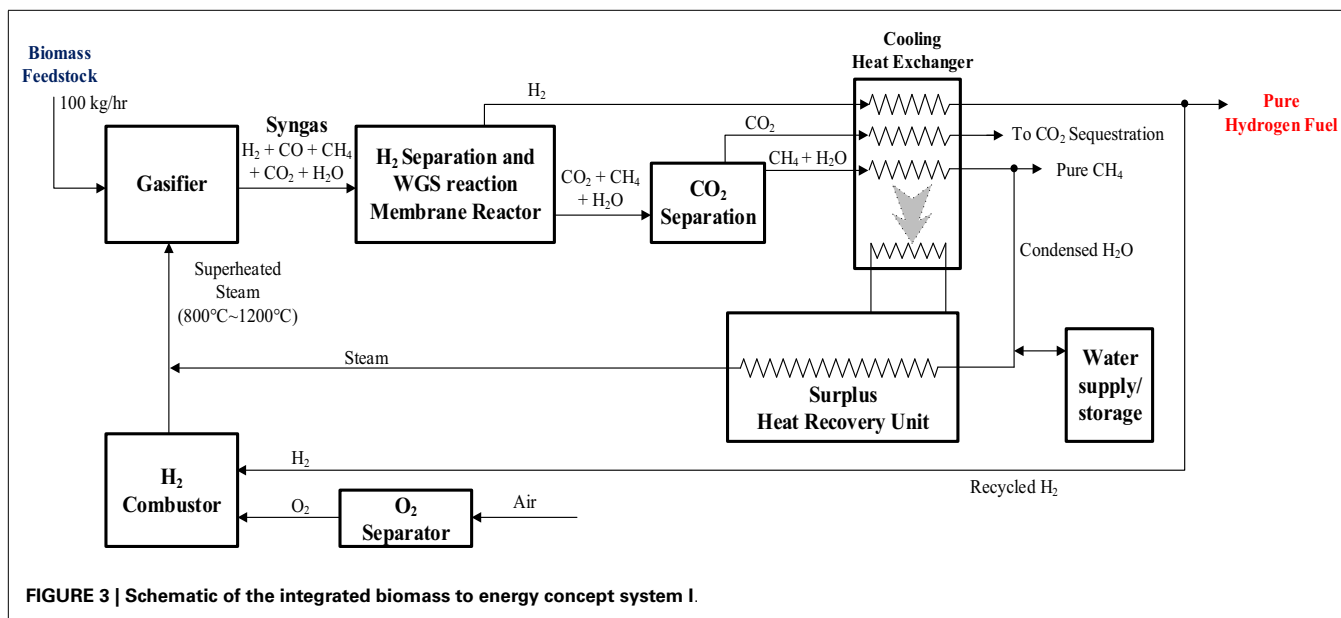 Biomass
Feedstock
100 kg/hr
Gasifier
Syngas
H₂ + CO + CH₄
+ CO₂ + H₂O
H₂ Separation and
WGS reaction
Membrane Reactor
H₂
CO₂ + CH₄
+ H₂O
CO₂
Separation
CO₂
CH₄ + H₂O
Cooling
Heat Exchanger
Pure
Hydrogen Fuel
To CO₂ Sequestration
Pure CH₄
Condensed H₂O
Superheated
Steam
(800°C~1200°C)
Steam
Surplus
Heat Recovery Unit
Water
supply/
storage
H₂
Combustor
H₂
Recycled H₂
O₂
O₂
Separator
Air
FIGURE 3 | Schematic of the integrated biomass to energy concept system I.